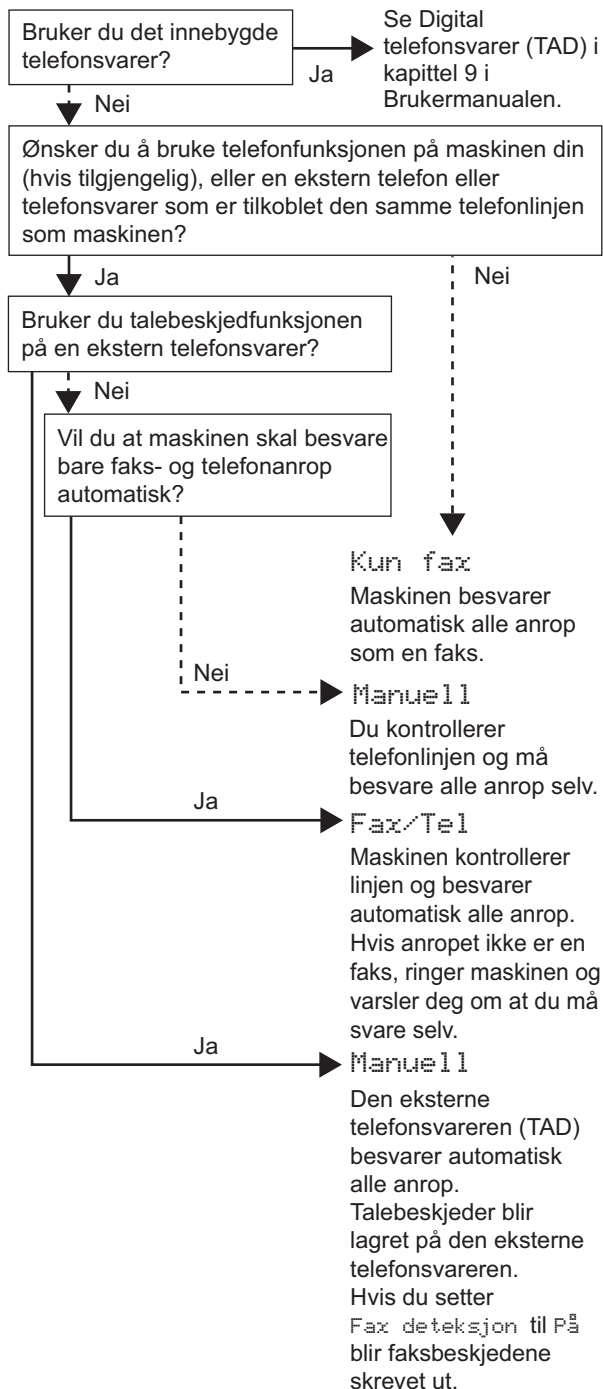 Bruker du det innebygde
telefonsvarer?
Ja
Se Digital
telefonsvarer (TAD) i
kapittel 9 i
Brukermanualen.
Nei
Ønsker du å bruke telefonfunksjonen på maskinen din
(hvis tilgjengelig), eller en ekstern telefon eller
telefonsvarer som er tilkoblet den samme telefonlinjen
som maskinen?
Ja
Nei
Bruker du talebeskjedfunksjonen
på en ekstern telefonsvarer?
Nei
Vil du at maskinen skal besvare
bare faks- og telefonanrop
automatisk?
Kun fax
Maskinen besvarer
automatisk alle anrop
som en faks.
Nei
Manuell
Du kontrollerer
telefonlinjen og må
besvare alle anrop selv.
Ja
Fax/Tel
Maskinen kontrollerer
linjen og besvarer
automatisk alle anrop.
Hvis anropet ikke er en
faks, ringer maskinen og
varsler deg om at du må
svare selv.
Ja
Manuell
Den eksterne
telefonsvareren (TAD)
besvarer automatisk
alle anrop.
Talebeskjeder blir
lagret på den eksterne
telefonsvareren.
Hvis du setter
Fax deteksjon til På
blir faksbeskjedene
skrevet ut.